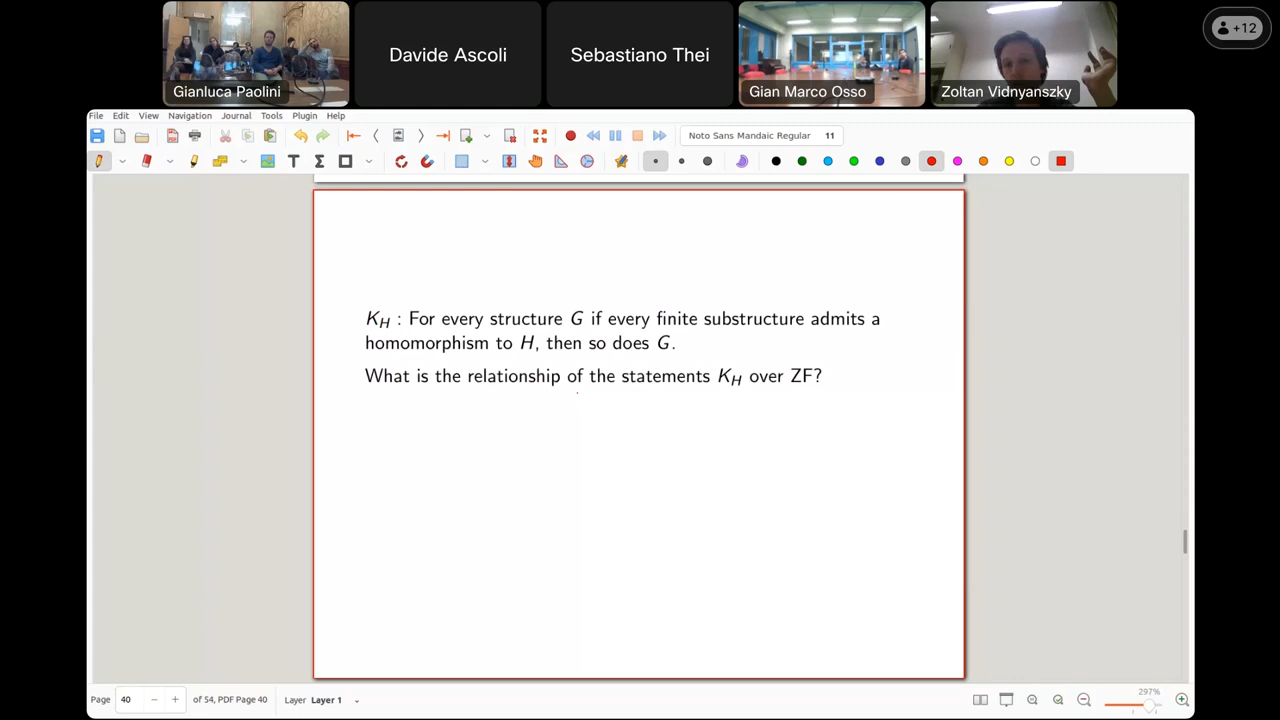 +12
Davide Ascoli
Sebastiano Thei
Gianluca Paolini
Gian Marco Osso
Zoltan Vidnyanszky
File Edit View Navigation Journal Tools Plugin Help
Noto Sans Mandaic Regular 11
K_H : For every structure G if every finite substructure admits a
homomorphism to H, then so does G.
What is the relationship of the statements K_H over ZF?
Page 40 of 54, PDF Page 40 Layer Layer 1 297%